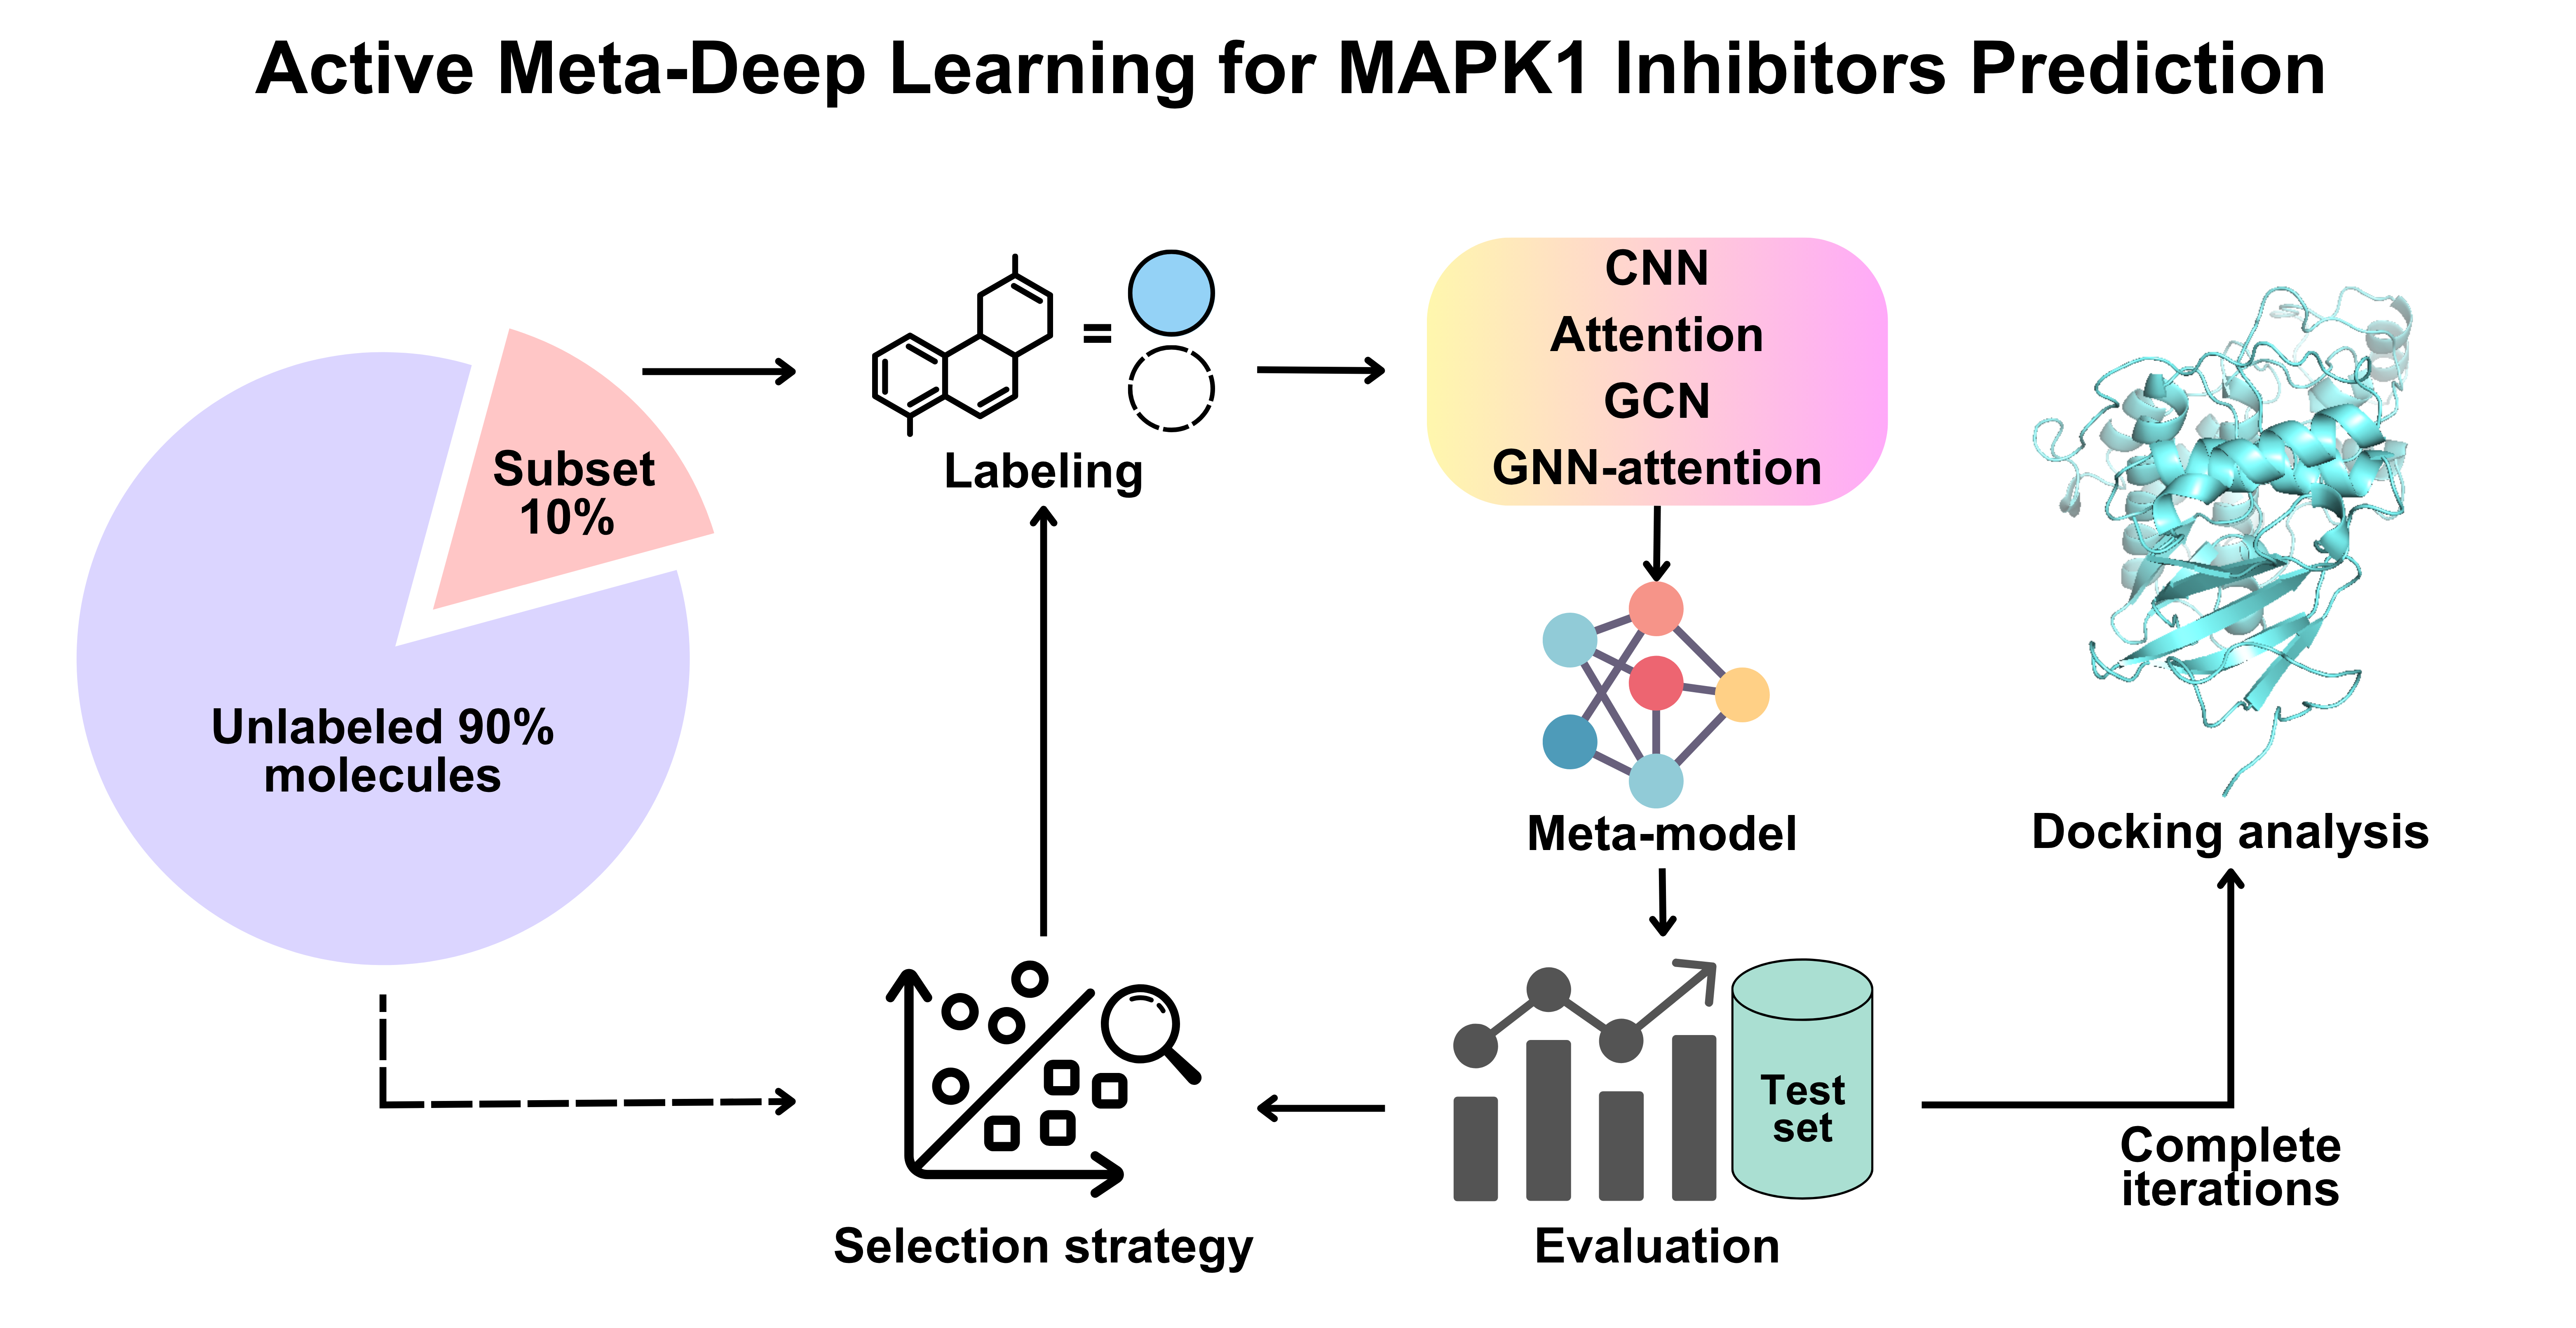 Active Meta-Deep Learning for MAPK1 Inhibitors Prediction
Subset
10%
Unlabeled 90%
molecules
=
Labeling
CNN
Attention
GCN
GNN-attention
Meta-model
Docking analysis
Test
set
Complete
iterations
Selection strategy
Evaluation